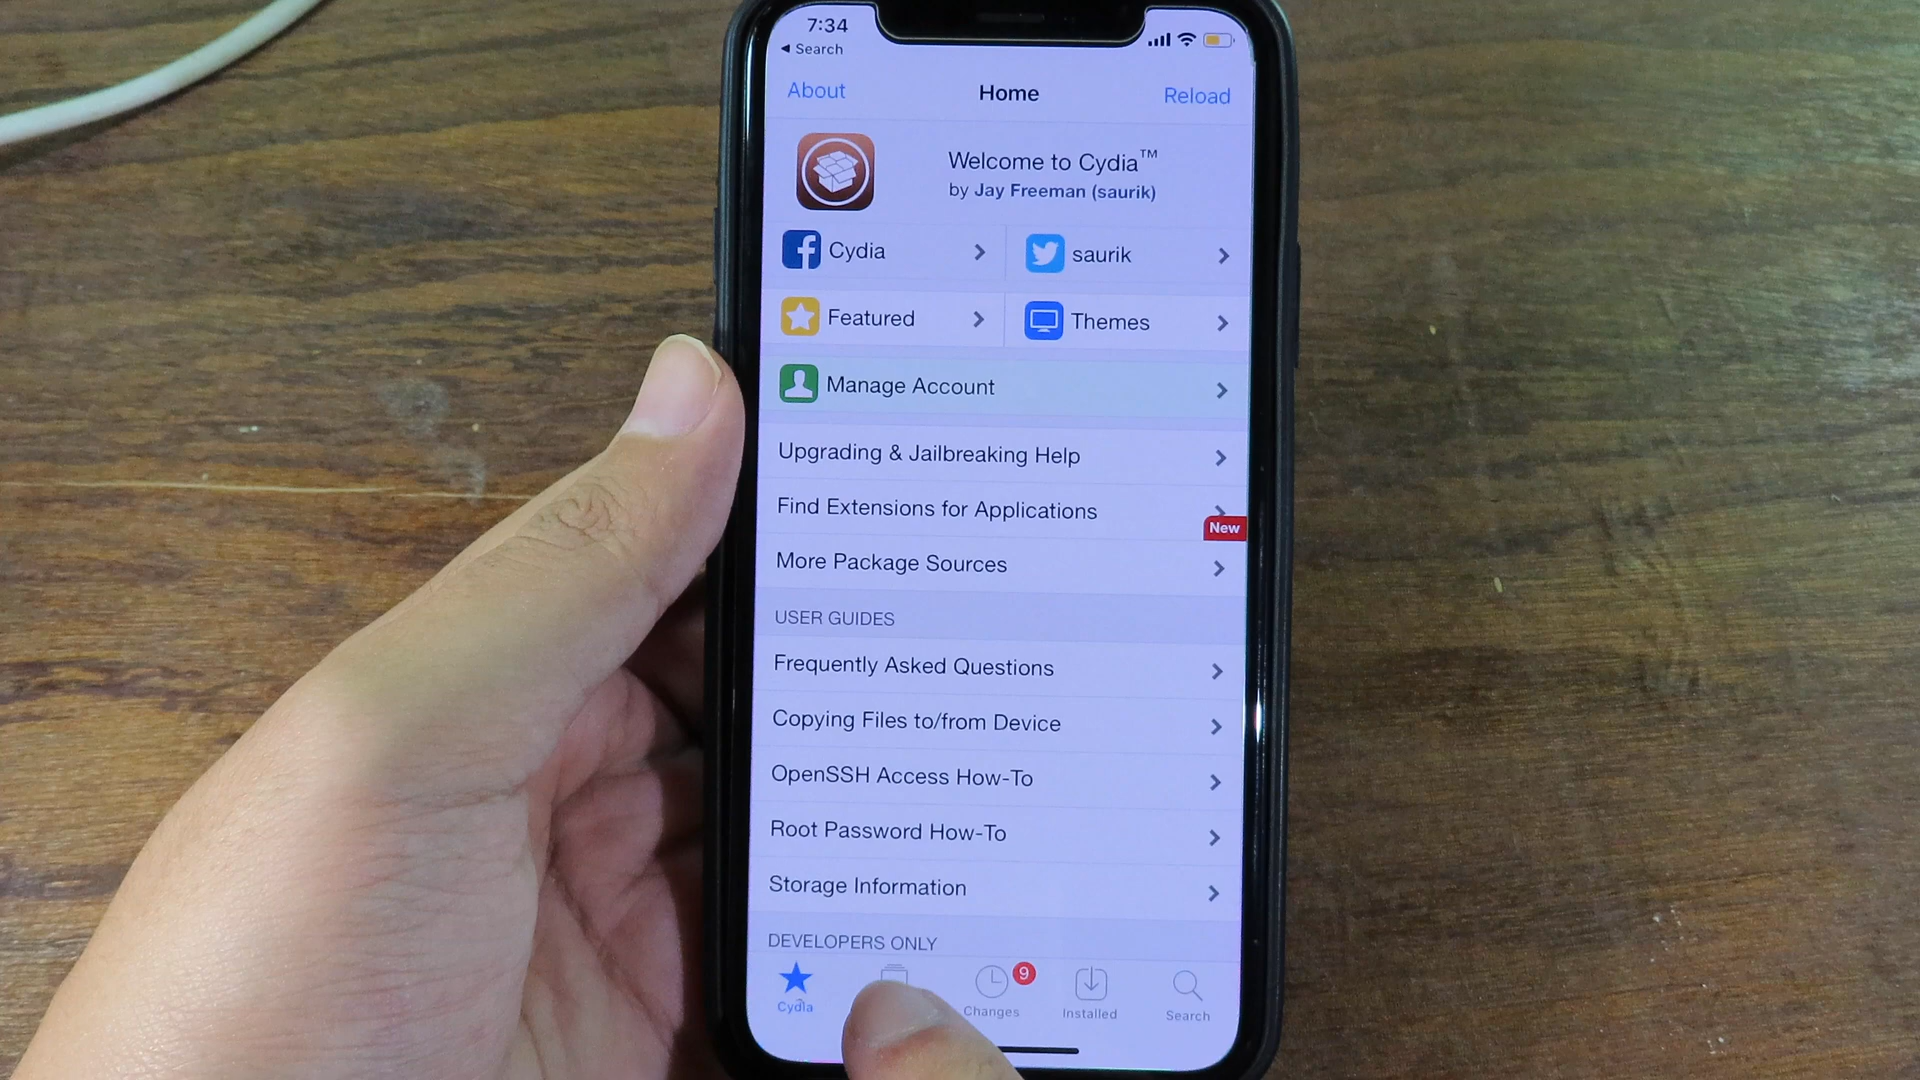 7:34
Search
About
Home
Reload
Welcome to Cydia™
by Jay Freeman (saurik)
Cydia
saurik
Featured
Themes
Manage Account
Upgrading & Jailbreaking Help
Find Extensions for Applications
New
More Package Sources
USER GUIDES
Frequently Asked Questions
Copying Files to/from Device
OpenSSH Access How-To
Root Password How-To
Storage Information
DEVELOPERS ONLY
9
Cydia
Changes
Installed
Search